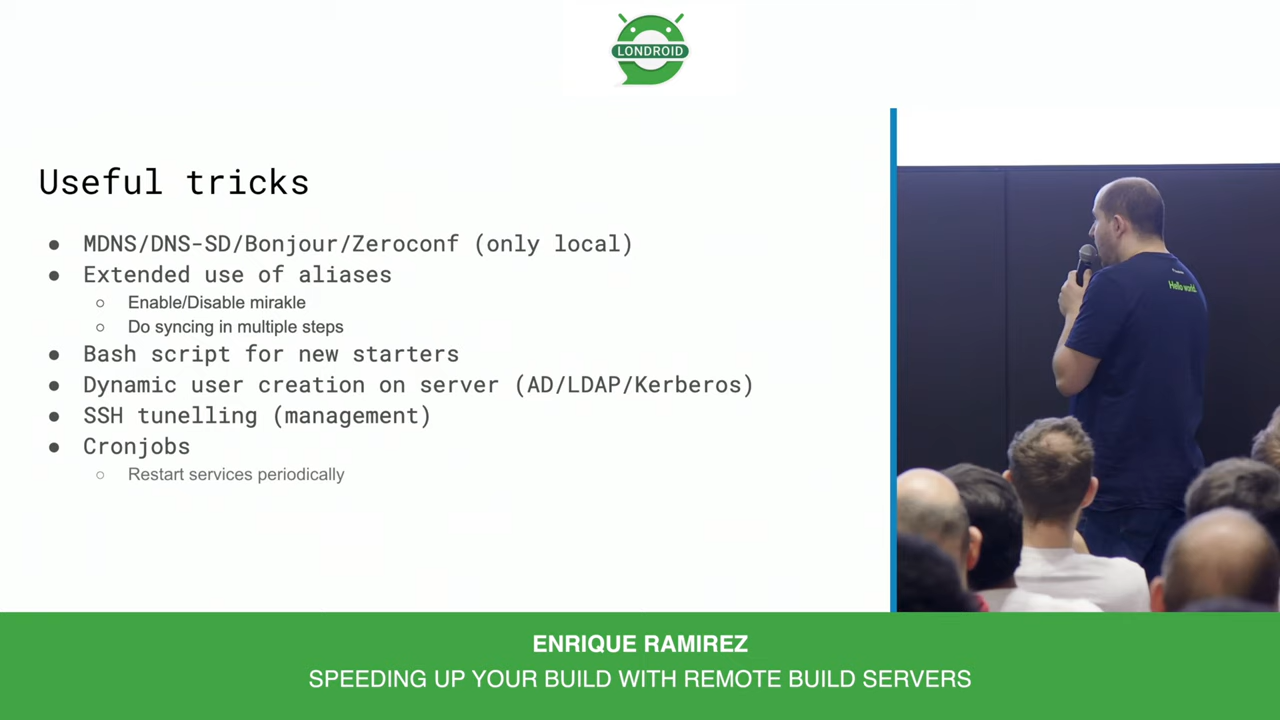 LONDROID
Useful tricks
● MDNS/DNS-SD/Bonjour/Zeroconf (only local)
● Extended use of aliases
○ Enable/Disable mirakle
○ Do syncing in multiple steps
● Bash script for new starters
● Dynamic user creation on server (AD/LDAP/Kerberos)
● SSH tunelling (management)
● Cronjobs
○ Restart services periodically
Hello world.
ENRIQUE RAMIREZ
SPEEDING UP YOUR BUILD WITH REMOTE BUILD SERVERS